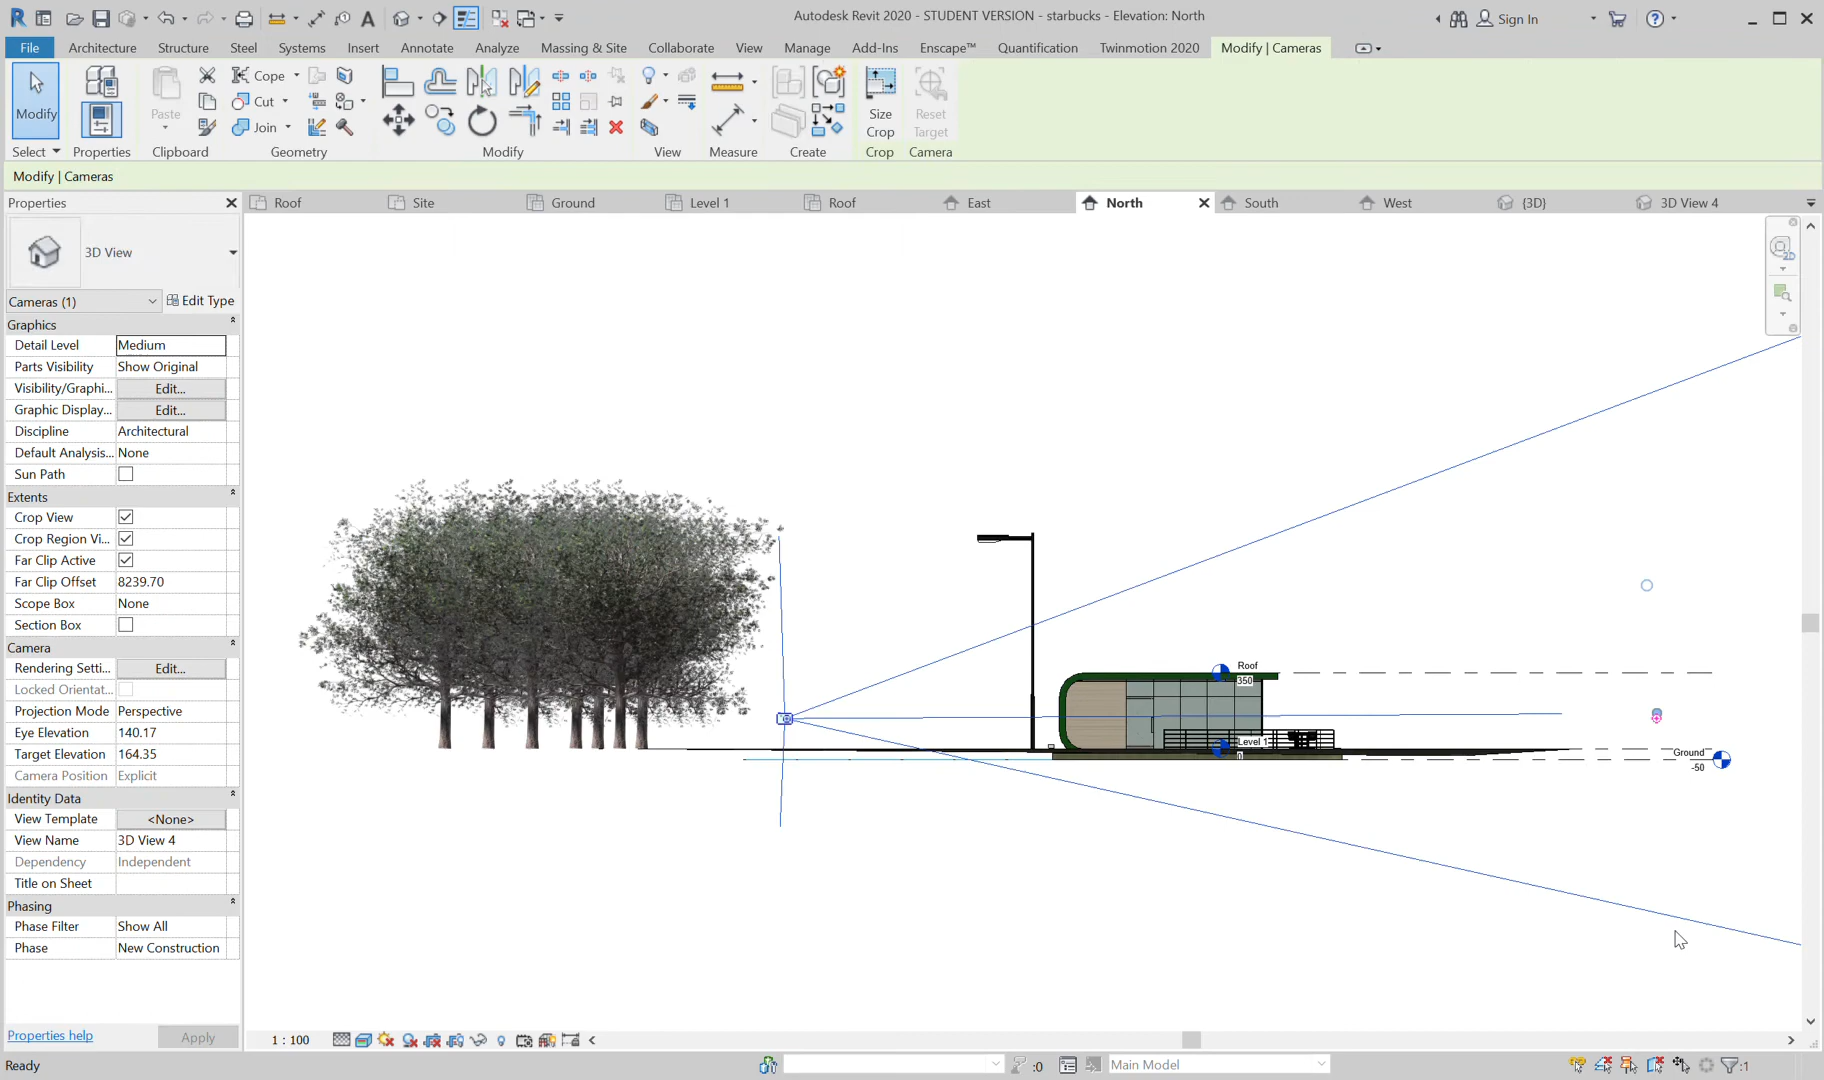 Autodesk Revit 2020 - STUDENT VERSION - starbucks - Elevation: North
Sign In
File Architecture Structure Steel Systems Insert Annotate Analyze Massing & Site Collaborate View Manage Add-Ins Enscape™ Quantification Twinmotion 2020 Modify | Cameras
Modify
Paste
Cope
Cut
Join
Size
Crop
Reset
Target
Select Properties Clipboard Geometry Modify View Measure Create Crop Camera
Modify | Cameras
Properties
Roof Site Ground Level 1 Roof East North South West {3D} 3D View 4
3D View
Cameras (1) Edit Type
Graphics
Detail Level Medium
Parts Visibility Show Original
Visibility/Graphi... Edit...
Graphic Display... Edit...
Discipline Architectural
Default Analysis... None
Sun Path
Extents
Crop View
Crop Region Vi...
Far Clip Active
Far Clip Offset 8239.70
Scope Box None
Section Box
Camera
Rendering Setti... Edit...
Locked Orientat...
Projection Mode Perspective
Eye Elevation 140.17
Target Elevation 164.35
Camera Position Explicit
Identity Data
View Template <None>
View Name 3D View 4
Dependency Independent
Title on Sheet
Phasing
Phase Filter Show All
Phase New Construction
Properties help Apply
2D
Roof
350
Level 1
0
Ground
-50
1 : 100
Ready
:0
Main Model
:1